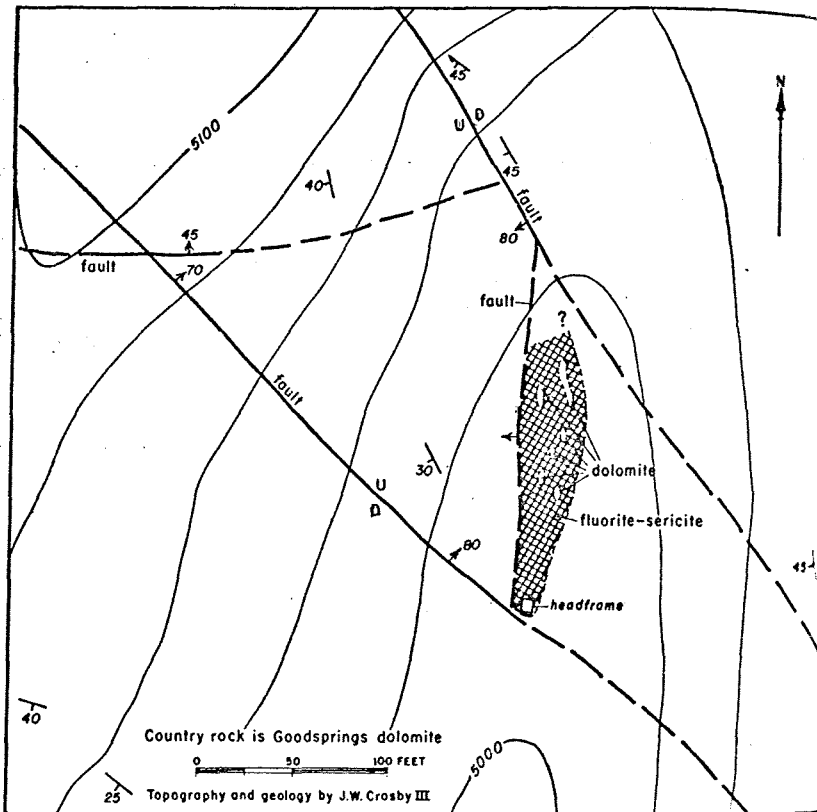 N
45
U D
5100
40
45
fault
45
80
fault
70
fault
?
fault
dolomite
30
U
D
fluorite-sericite
80
45
headframe
40
Country rock is Goodsprings dolomite
0 50 100 FEET
5000
25
Topography and geology by J.W. Crosby III